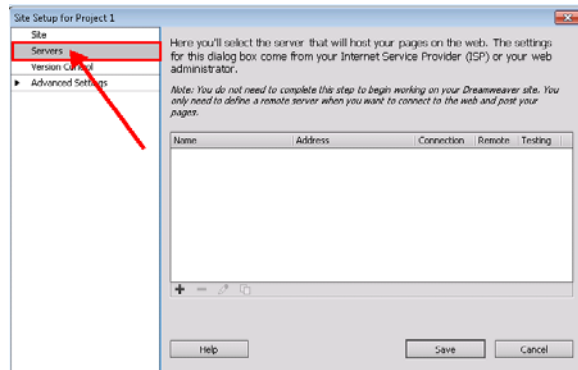 Site Setup for Project 1
Site
Servers
Version Control
Advanced Settings
Here you'll select the server that will host your pages on the web. The settings
for this dialog box come from your Internet Service Provider (ISP) or your web
administrator.
Note: You do not need to complete this step to begin working on your Dreamweaver site. You
only need to define a remote server when you want to connect to the web and post your
pages.
Name Address Connection Remote Testing
Help Save Cancel